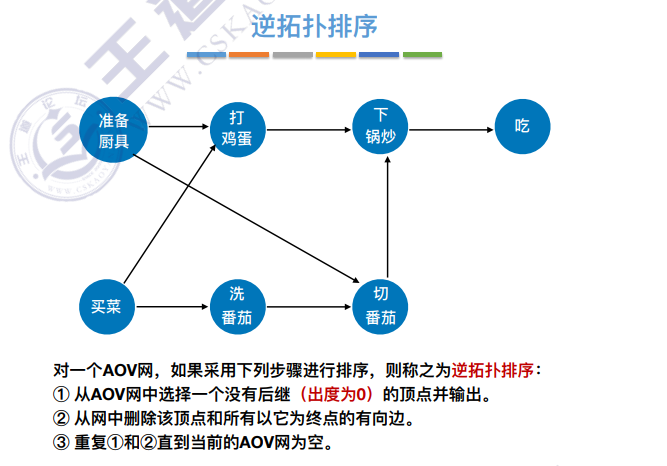 逆拓扑排序
王道
WWW.CSKAO
王道论坛
准备
厨具
打
鸡蛋
下
锅炒
吃
买菜
洗
番茄
切
番茄
对一个AOV网，如果采用下列步骤进行排序，则称之为逆拓扑排序：
① 从AOV网中选择一个没有后继（出度为0）的顶点并输出。
② 从网中删除该顶点和所有以它为终点的有向边。
③ 重复①和②直到当前的AOV网为空。